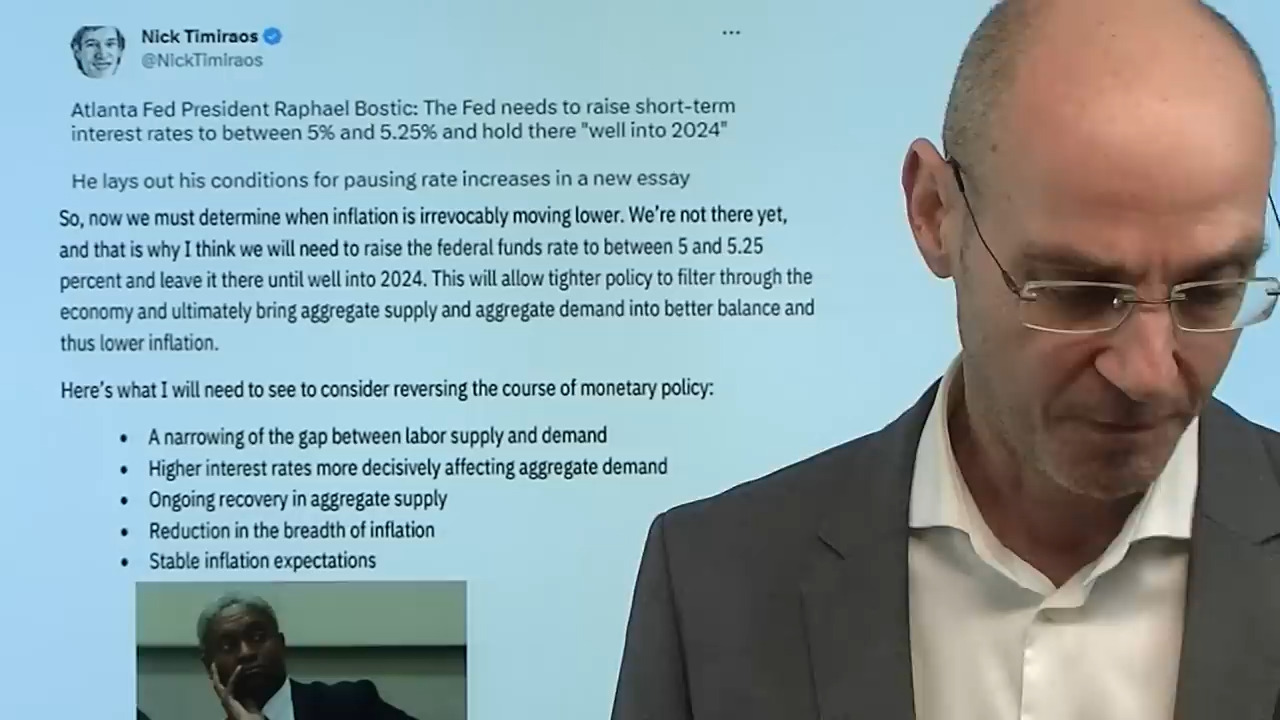 Nick Timiraos
@NickTimiraos
Atlanta Fed President Raphael Bostic: The Fed needs to raise short-term
interest rates to between 5% and 5.25% and hold there "well into 2024"
He lays out his conditions for pausing rate increases in a new essay
So, now we must determine when inflation is irrevocably moving lower. We're not there yet,
and that is why I think we will need to raise the federal funds rate to between 5 and 5.25
percent and leave it there until well into 2024. This will allow tighter policy to filter through the
economy and ultimately bring aggregate supply and aggregate demand into better balance and
thus lower inflation.
Here's what I will need to see to consider reversing the course of monetary policy:
• A narrowing of the gap between labor supply and demand
• Higher interest rates more decisively affecting aggregate demand
• Ongoing recovery in aggregate supply
• Reduction in the breadth of inflation
• Stable inflation expectations